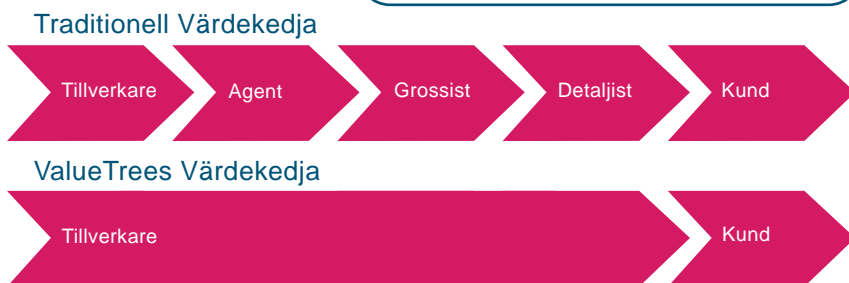 Traditionell Värdekedja
Tillverkare Agent Grossist Detaljist Kund
ValueTrees Värdekedja
Tillverkare Kund